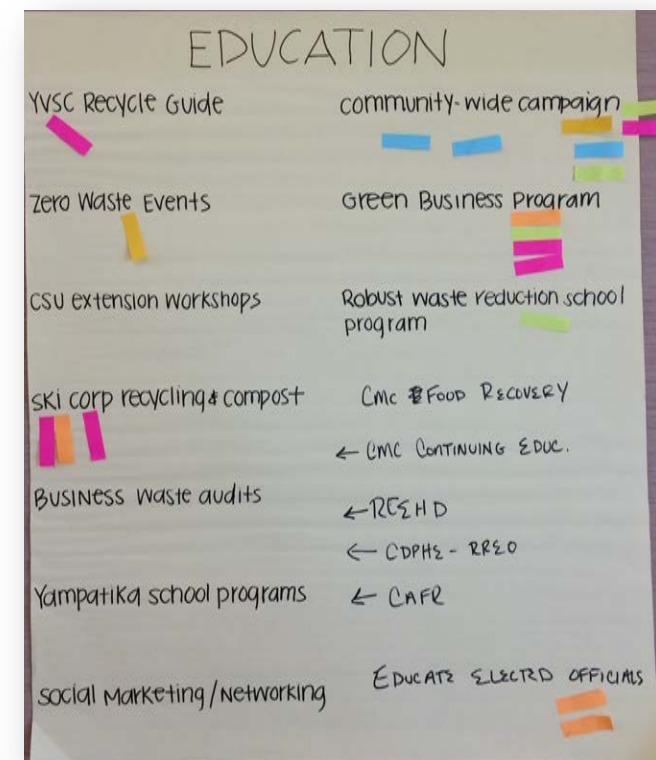 EDUCATION
YVSC Recycle Guide
Zero Waste Events
CSU extension workshops
Ski corp recycling & compost
Business waste audits
Yampatika school programs
Social Marketing/Networking
community-wide campaign
Green Business Program
Robust waste reduction school
program
CMC FOOD RECOVERY
← CMC CONTINUING EDUC.
← RCEHD
← CDPHE - RREO
← CAFR
EDUCATE ELECTED OFFICIALS